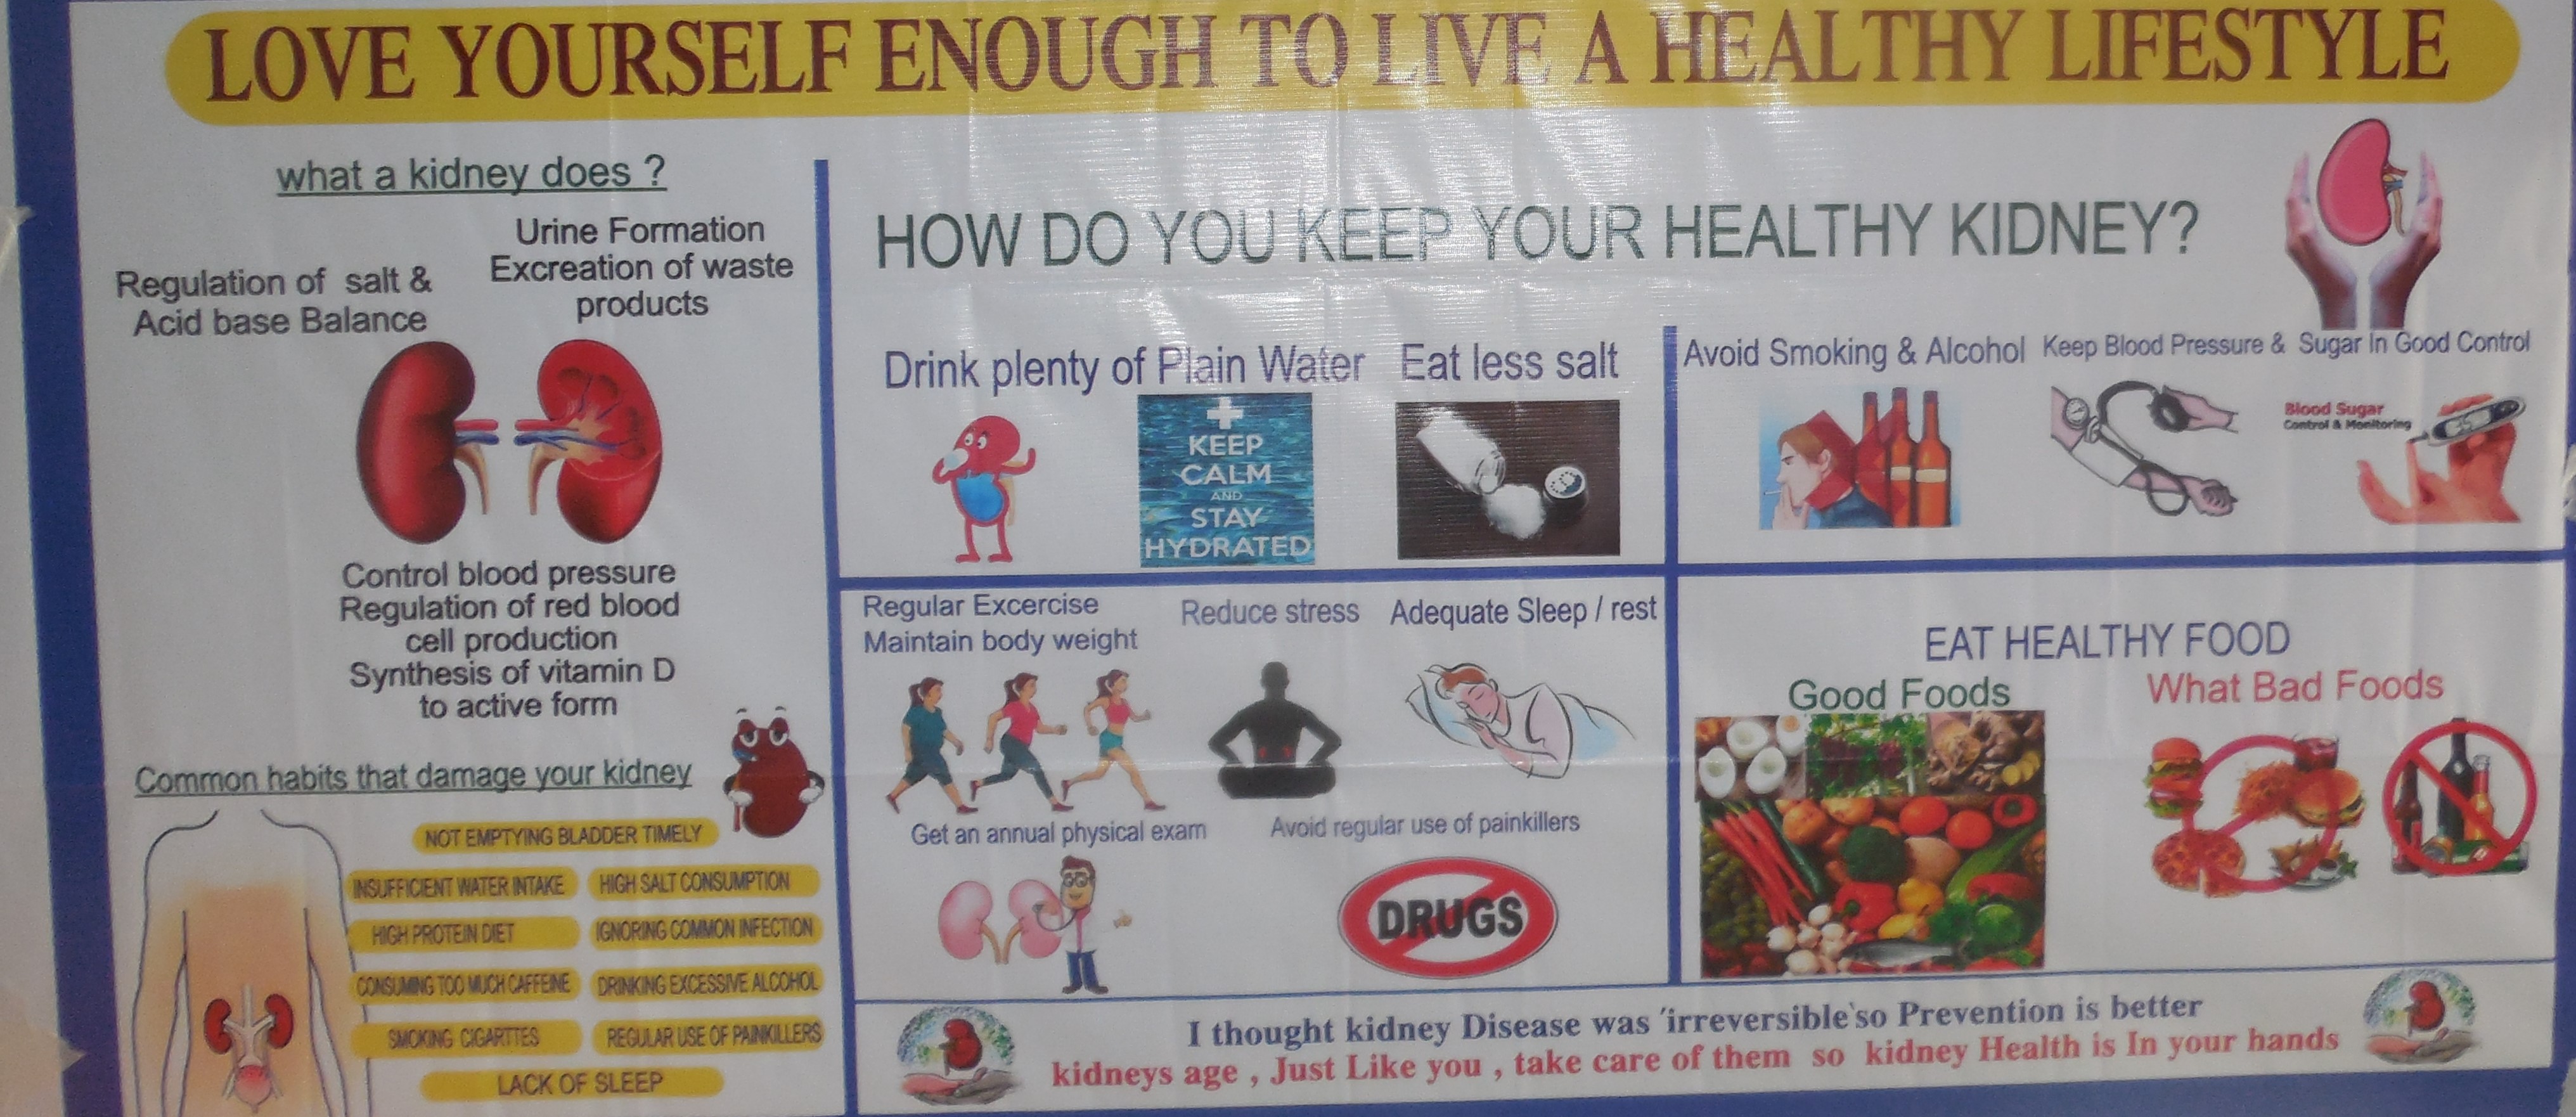 LOVE YOURSELF ENOUGH TO LIVE A HEALTHY LIFESTYLE
what a kidney does ?
Regulation of salt &
Acid base Balance
Urine Formation
Excreation of waste
products
Control blood pressure
Regulation of red blood
cell production
Synthesis of vitamin D
to active form
Common habits that damage your kidney
NOT EMPTYING BLADDER TIMELY
INSUFFICIENT WATER INTAKE
HIGH SALT CONSUMPTION
HIGH PROTEIN DIET
IGNORING COMMON INFECTION
CONSUMING TOO MUCH CAFFEINE
DRINKING EXCESSIVE ALCOHOL
SMOKING CIGARTTES
REGULAR USE OF PAINKILLERS
LACK OF SLEEP
HOW DO YOU KEEP YOUR HEALTHY KIDNEY?
Drink plenty of Plain Water
KEEP
CALM
AND
STAY
HYDRATED
Eat less salt
Avoid Smoking & Alcohol
Keep Blood Pressure & Sugar In Good Control
Blood Sugar
Control & Monitoring
Regular Excercise
Maintain body weight
Reduce stress
Adequate Sleep / rest
Get an annual physical exam
Avoid regular use of painkillers
DRUGS
EAT HEALTHY FOOD
Good Foods
What Bad Foods
I thought kidney Disease was 'irreversible'so Prevention is better
kidneys age , Just Like you , take care of them so kidney Health is In your hands